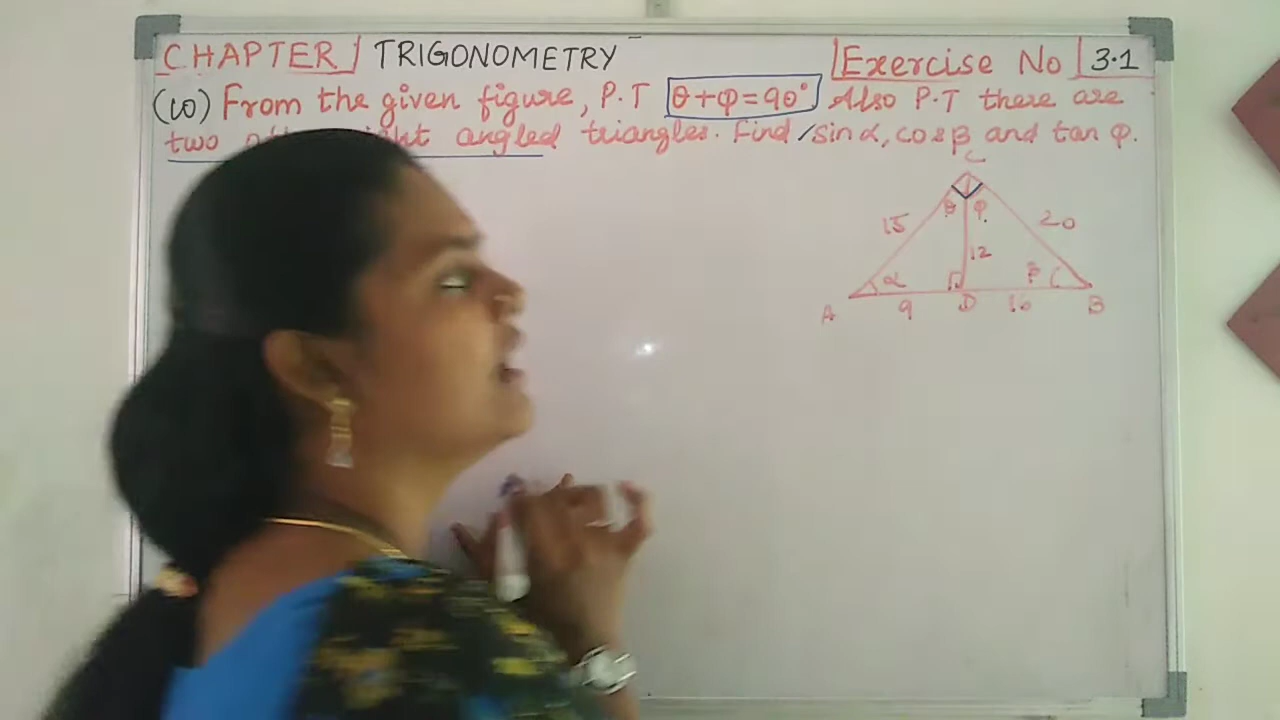 CHAPTER TRIGONOMETRY
Exercise No 3.1
(10) From the given figure, P.T θ+φ=90° Also P.T there are
two angled triangles. Find sin α, cos β and tan φ.
C
15 θ φ 20
12
α β
A 9 D 16 B